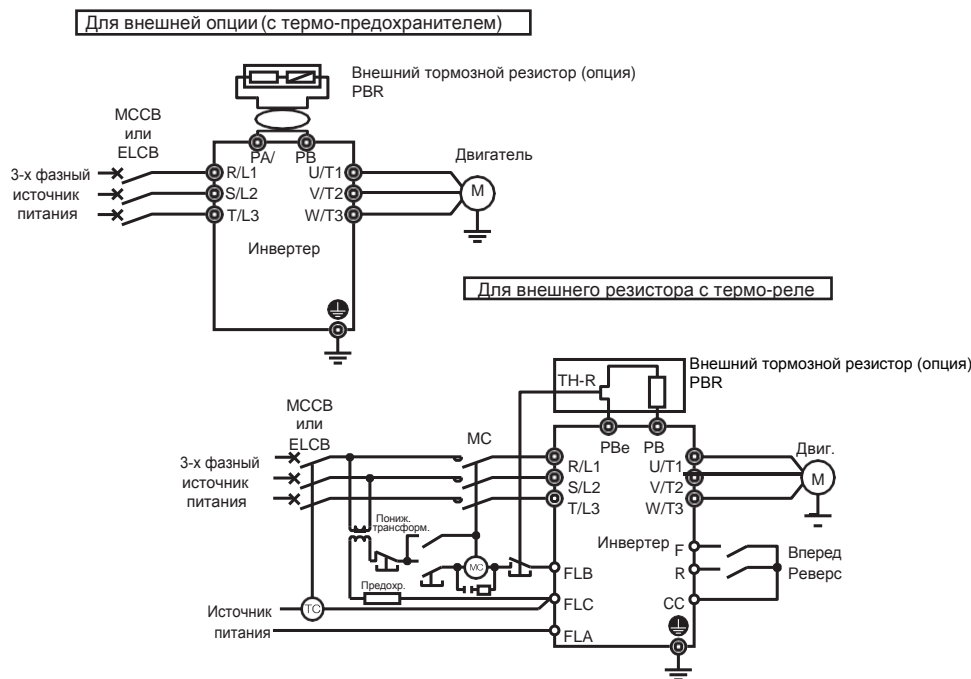 Для внешней опции (с термо-предохранителем)
Внешний тормозной резистор (опция)
PBR
MCCB
или
ELCB
3-х фазный
источник
питания
PA/
PB
R/L1
S/L2
T/L3
U/T1
V/T2
W/T3
Двигатель
M
Инвертер
Для внешнего резистора с термо-реле
Внешний тормозной резистор (опция)
PBR
TH-R
MCCB
или
ELCB
MC
3-х фазный
источник
питания
PBe
PB
R/L1
S/L2
T/L3
U/T1
V/T2
W/T3
Двиг.
M
Пониж.
трансформ.
MC
Предохр.
Инвертер
F
R
CC
Вперед
Реверс
FLB
FLC
FLA
TC
Источник
питания